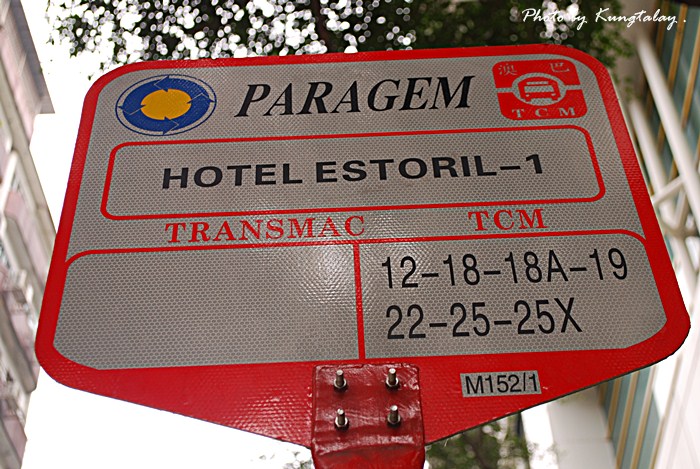 Photo by Kungtalay .
PARAGEM
澳 巴
TCM
HOTEL ESTORIL-1
TRANSMAC
TCM
12-18-18A-19
22-25-25X
M152/1